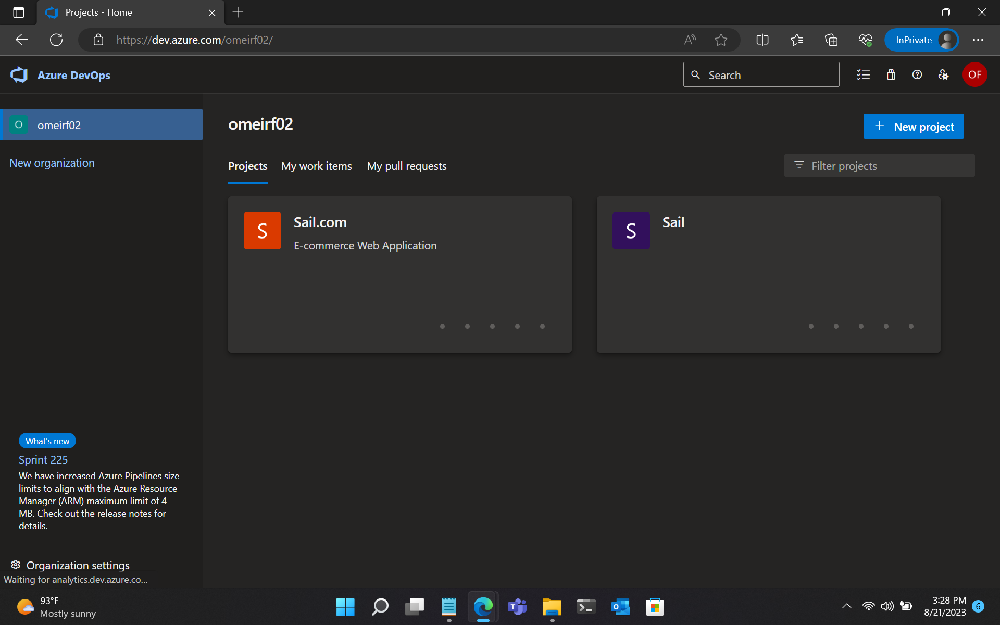 Projects - Home
https://dev.azure.com/omeirf02/
InPrivate
Azure DevOps
Search
OF
O omeirf02
New organization
omeirf02
+ New project
Projects
My work items
My pull requests
Filter projects
S
Sail.com
E-commerce Web Application
S
Sail
What's new
Sprint 225
We have increased Azure Pipelines size
limits to align with the Azure Resource
Manager (ARM) maximum limit of 4
MB. Check out the release notes for
details.
Organization settings
Waiting for analytics.dev.azure.co...
93°F
Mostly sunny
3:28 PM
8/21/2023
6